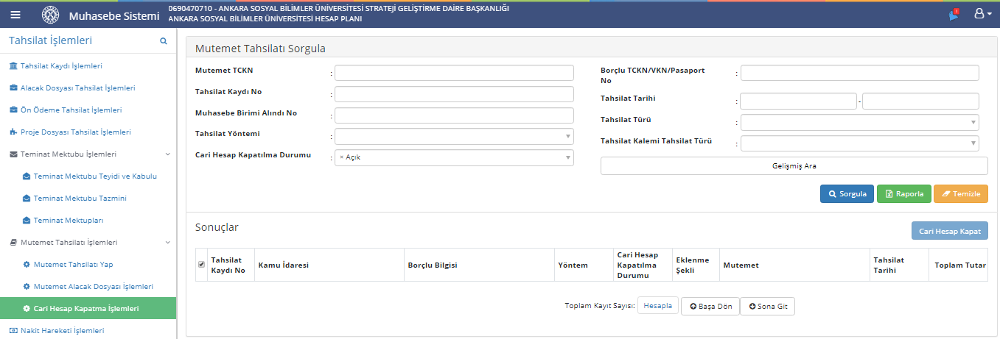 Muhasebe Sistemi
0690470710 - ANKARA SOSYAL BİLİMLER ÜNİVERSİTESİ STRATEJİ GELİŞTİRME DAİRE BAŞKANLIĞI
ANKARA SOSYAL BİLİMLER ÜNİVERSİTESİ HESAP PLANI
1
Tahsilat İşlemleri
Tahsilat Kaydı İşlemleri
Alacak Dosyası Tahsilat İşlemleri
Ön Ödeme Tahsilat İşlemleri
Proje Dosyası Tahsilat İşlemleri
Teminat Mektubu İşlemleri
Teminat Mektubu Teyidi ve Kabulu
Teminat Mektubu Tazmini
Teminat Mektupları
Mutemet Tahsilatı İşlemleri
Mutemet Tahsilatı Yap
Mutemet Alacak Dosyası İşlemleri
Cari Hesap Kapatma İşlemleri
Nakit Hareketi İşlemleri
Mutemet Tahsilatı Sorgula
Mutemet TCKN :
Tahsilat Kaydı No :
Muhasebe Birimi Alındı No :
Tahsilat Yöntemi :
Cari Hesap Kapatılma Durumu : × Açık
Borçlu TCKN/VKN/Pasaport
No :
Tahsilat Tarihi : -
Tahsilat Türü :
Tahsilat Kalemi Tahsilat Türü :
Gelişmiş Ara
Sorgula Raporla Temizle
Sonuçlar
Cari Hesap Kapat
Tahsilat
Kaydı No
Kamu İdaresi
Borçlu Bilgisi
Yöntem
Cari Hesap
Kapatılma
Durumu
Eklenme
Şekli
Mutemet
Tahsilat
Tarihi
Toplam Tutar
Toplam Kayıt Sayısı: Hesapla Başa Dön Sona Git